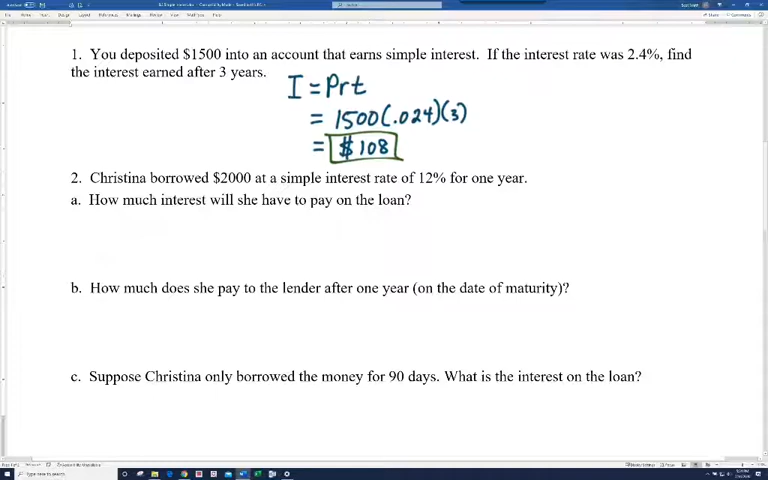 1. You deposited $1500 into an account that earns simple interest. If the interest rate was 2.4%, find
the interest earned after 3 years.
I = Prt
= 1500(.024)(3)
= $108
2. Christina borrowed $2000 at a simple interest rate of 12% for one year.
a. How much interest will she have to pay on the loan?
b. How much does she pay to the lender after one year (on the date of maturity)?
c. Suppose Christina only borrowed the money for 90 days. What is the interest on the loan?
Type here to search